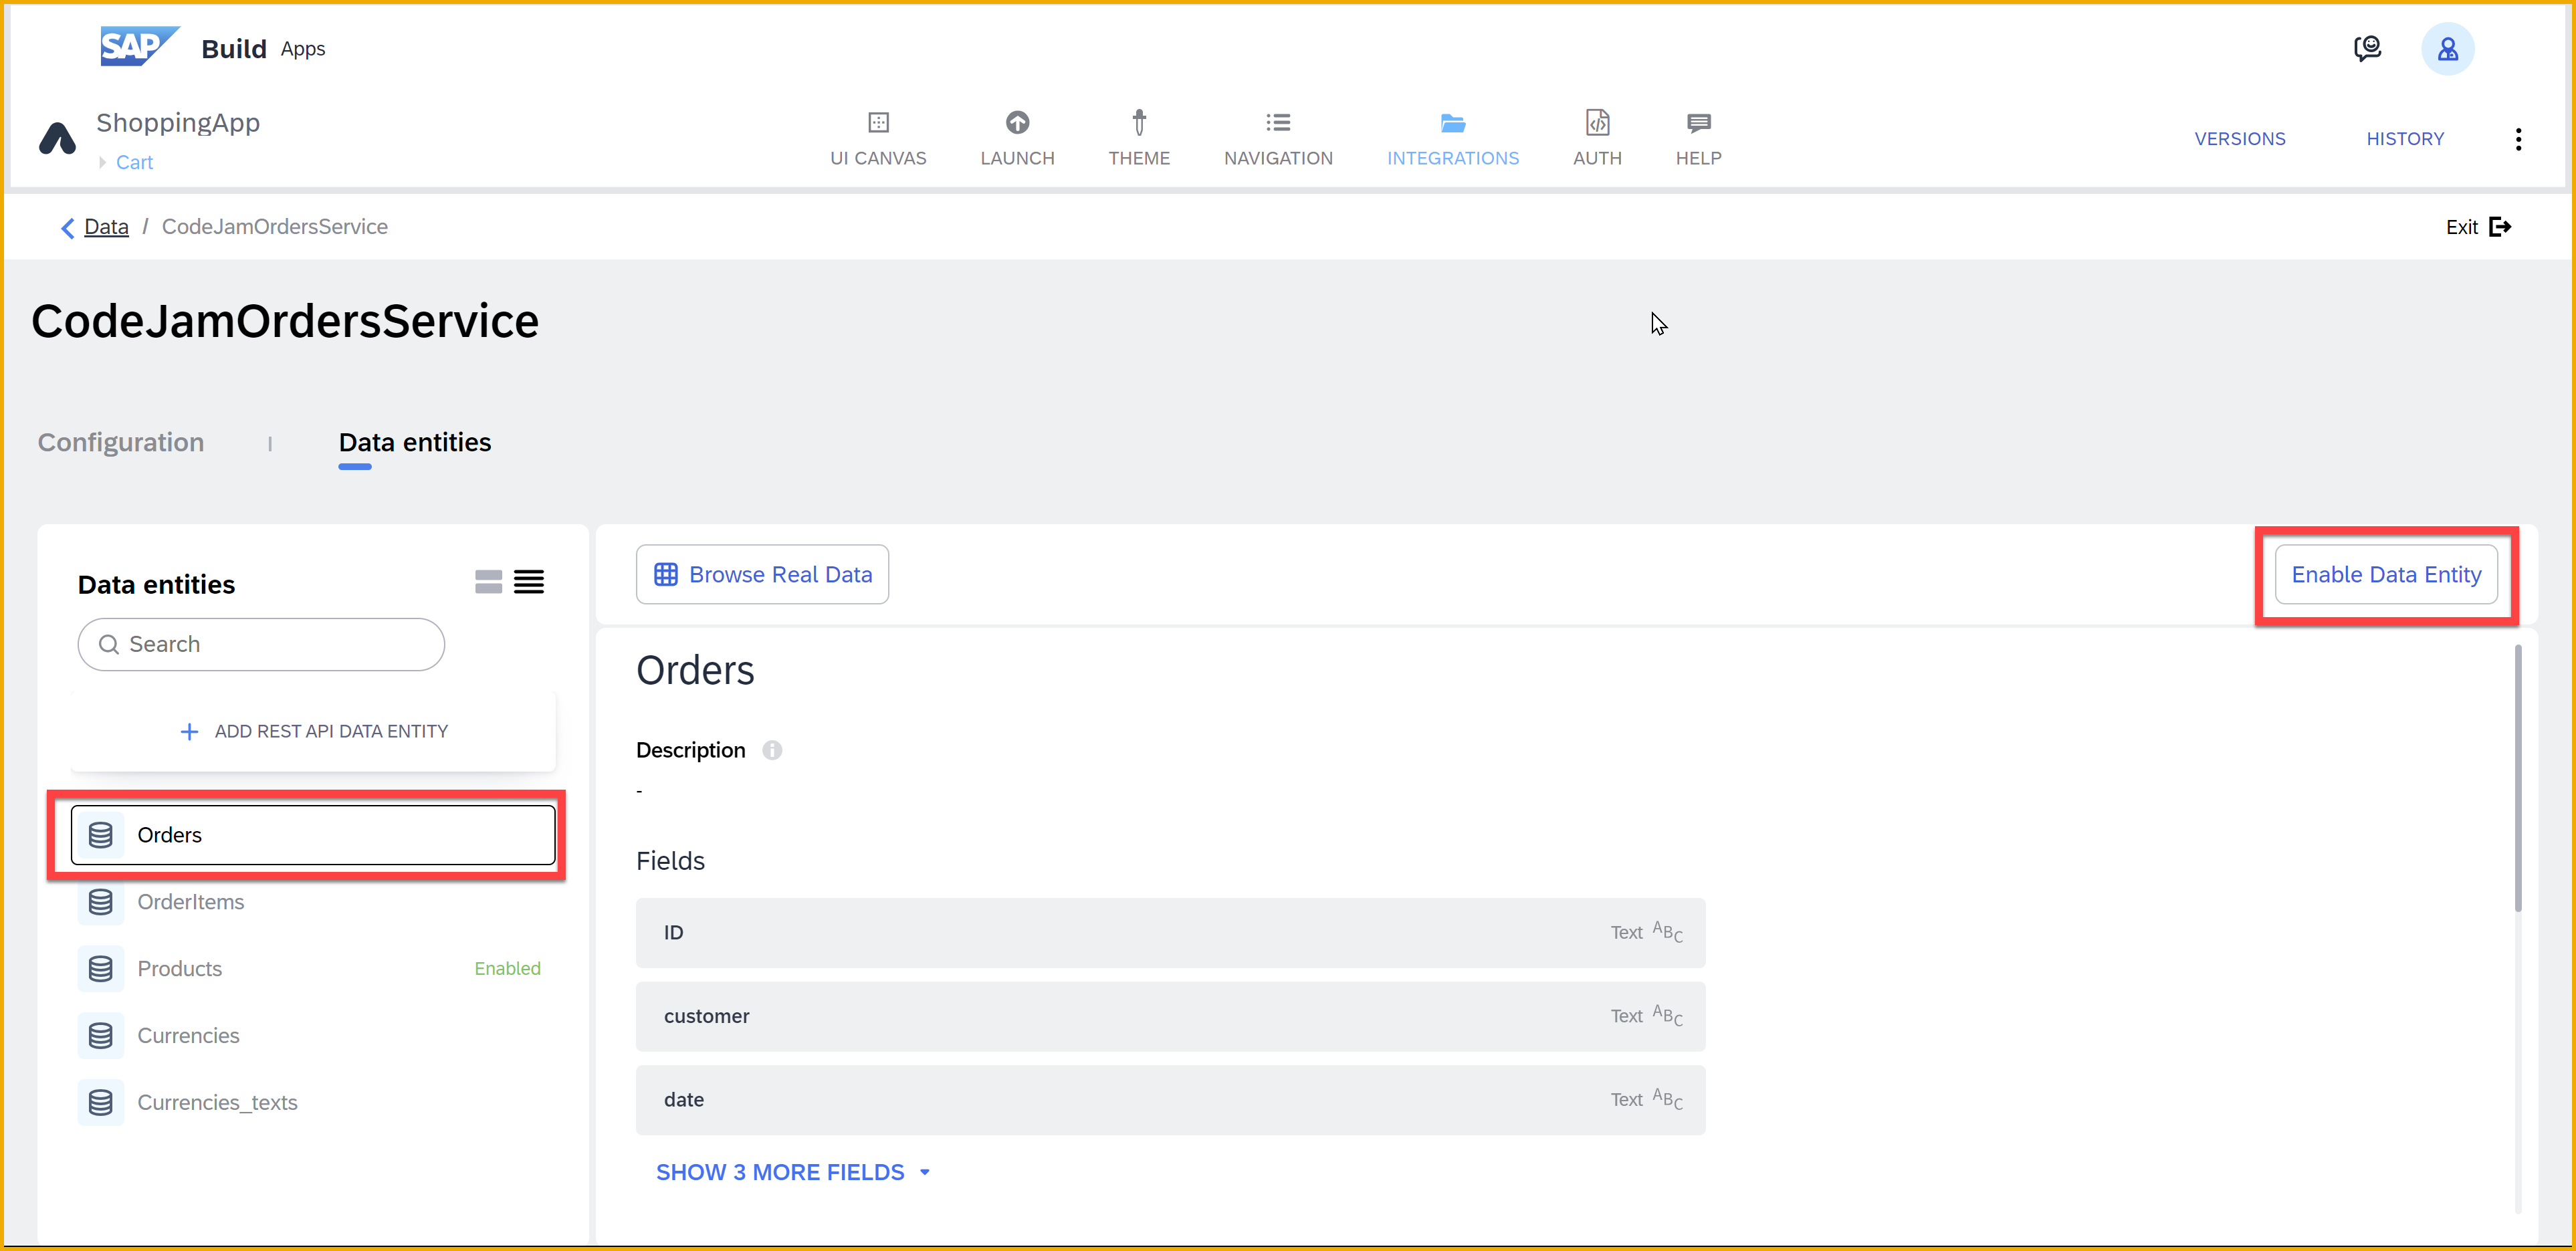 SAP Build Apps
ShoppingApp
Cart
UI CANVAS
LAUNCH
THEME
NAVIGATION
INTEGRATIONS
AUTH
HELP
VERSIONS
HISTORY
Data / CodeJamOrdersService
Exit
CodeJamOrdersService
Configuration
Data entities
Data entities
Search
+ ADD REST API DATA ENTITY
Orders
OrderItems
Products Enabled
Currencies
Currencies_texts
Browse Real Data
Enable Data Entity
Orders
Description
-
Fields
ID Text ABC
customer Text ABC
date Text ABC
SHOW 3 MORE FIELDS